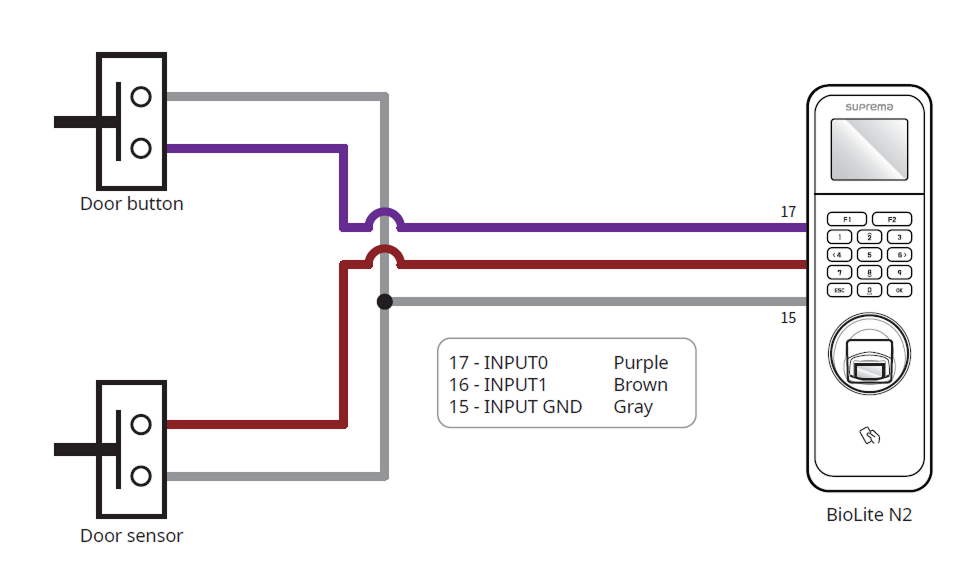 suprema
Door button
17
F1 F2
1 2 3
<4 5 6>
7 8 9
ESC 0 OK
15
17 - INPUT0 Purple
16 - INPUT1 Brown
15 - INPUT GND Gray
BioLite N2
Door sensor